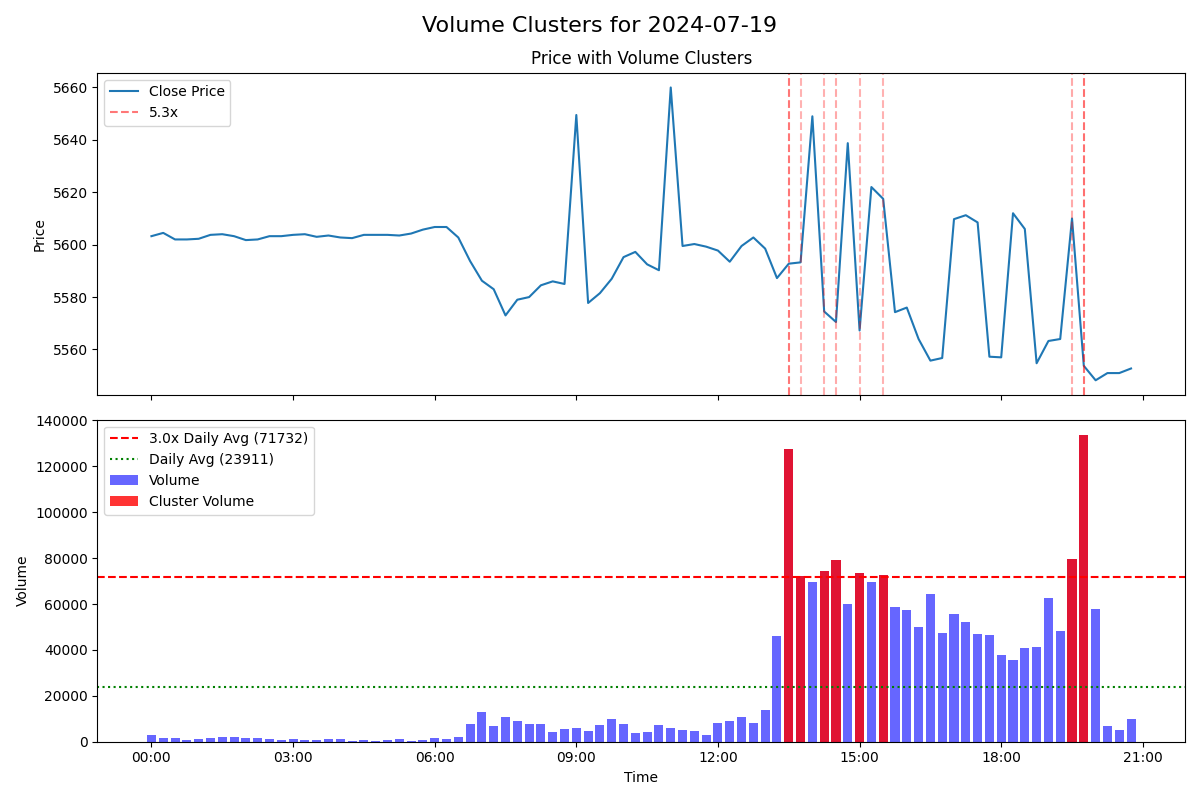 Volume Clusters for 2024-07-19
Price with Volume Clusters
Close Price
5.3x
5660
5640
5620
5600
5580
5560
Price
3.0x Daily Avg (71732)
Daily Avg (23911)
Volume
Cluster Volume
140000
120000
100000
80000
60000
40000
20000
0
Volume
00:00 03:00 06:00 09:00 12:00 15:00 18:00 21:00
Time